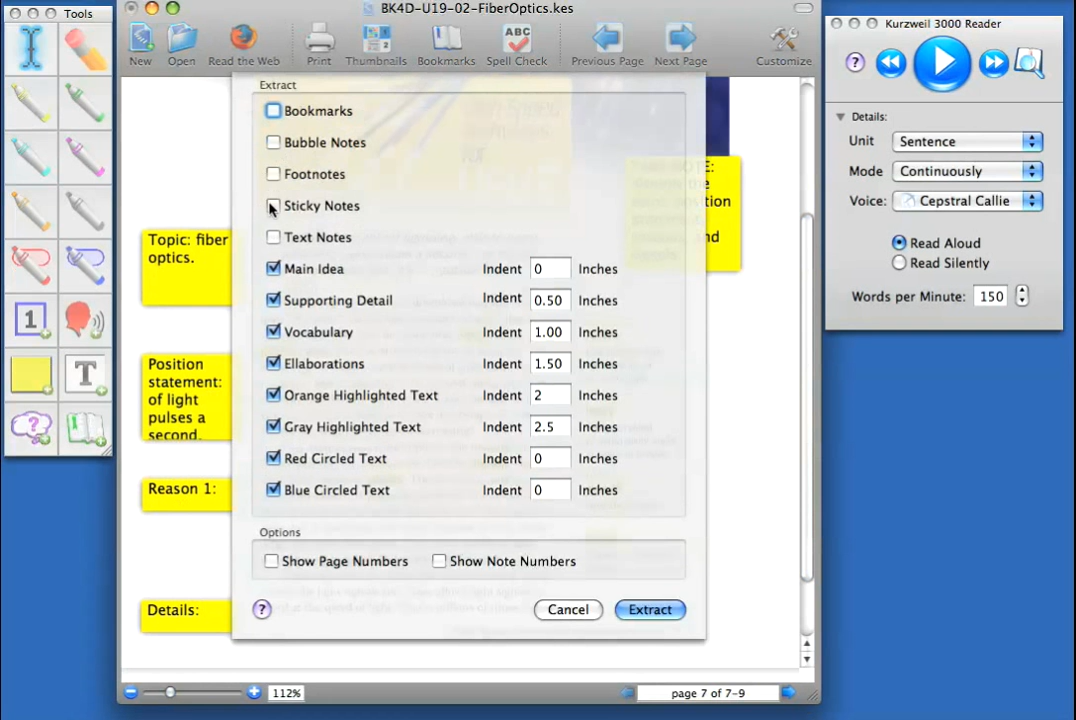 Tools
BK4D-U19-02-FiberOptics.kes
New
Open
Read the Web
Print
Thumbnails
Bookmarks
ABC
Spell Check
Previous Page
Next Page
Customize
Extract
Bookmarks
Bubble Notes
Footnotes
Sticky Notes
Text Notes
Main Idea Indent 0 Inches
Supporting Detail Indent 0.50 Inches
Vocabulary Indent 1.00 Inches
Ellaborations Indent 1.50 Inches
Orange Highlighted Text Indent 2 Inches
Gray Highlighted Text Indent 2.5 Inches
Red Circled Text Indent 0 Inches
Blue Circled Text Indent 0 Inches
Options
Show Page Numbers
Show Note Numbers
?
Cancel
Extract
Topic: fiber
optics.
Position
statement:
of light
pulses a
second.
Reason 1:
Details:
112%
page 7 of 7-9
1
T
?
Kurzweil 3000 Reader
?
Details:
Unit Sentence
Mode Continuously
Voice: Cepstral Callie
Read Aloud
Read Silently
Words per Minute: 150